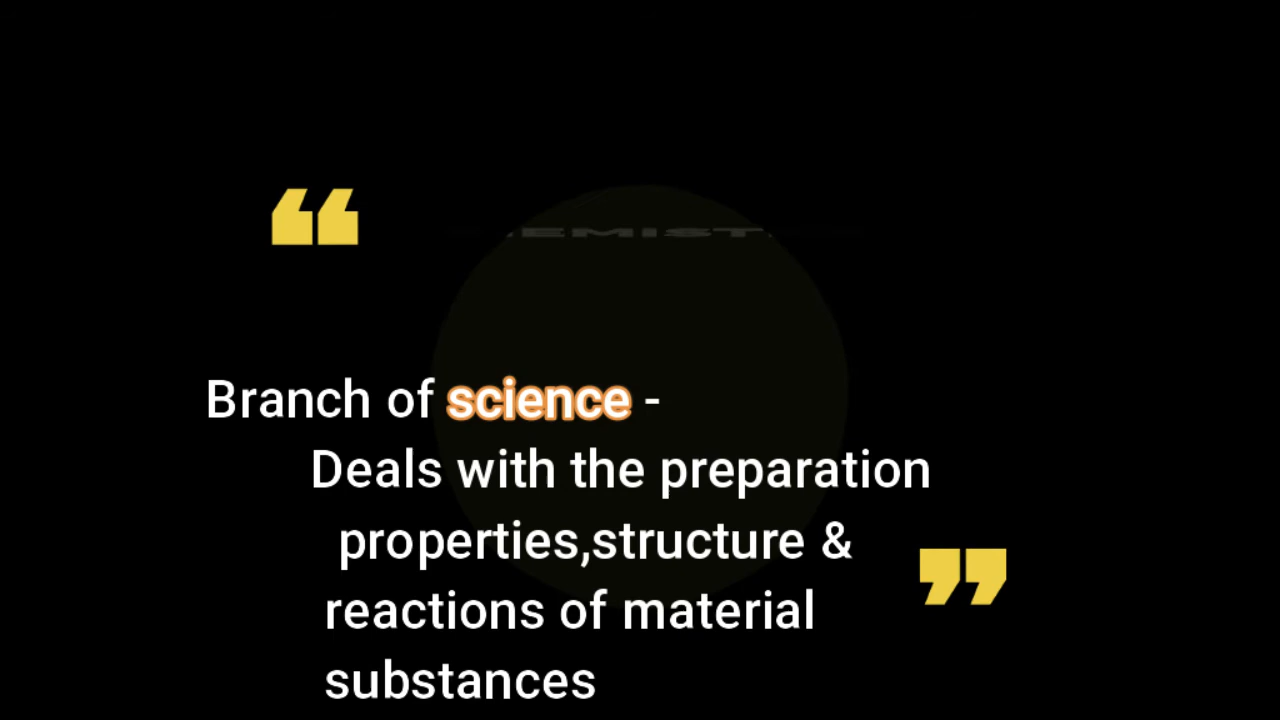 “
Branch of science -
Deals with the preparation
properties,structure &
reactions of material
substances
”